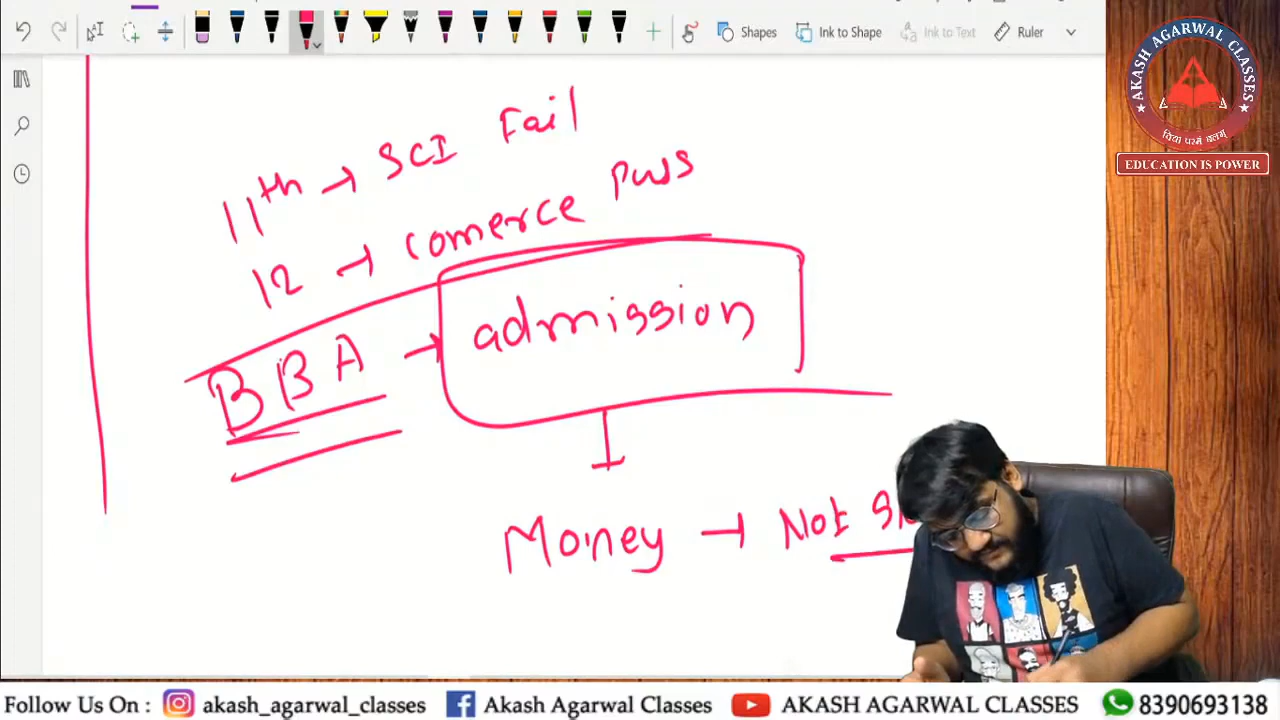 Shapes Ink to Shape Ink to Text Ruler
AKASH AGARWAL CLASSES
EDUCATION IS POWER
11th → SCI Fail
12 → Comerce Pass
BBA → admission
Money → Not
Follow Us On : akash_agarwal_classes Akash Agarwal Classes AKASH AGARWAL CLASSES 8390693138